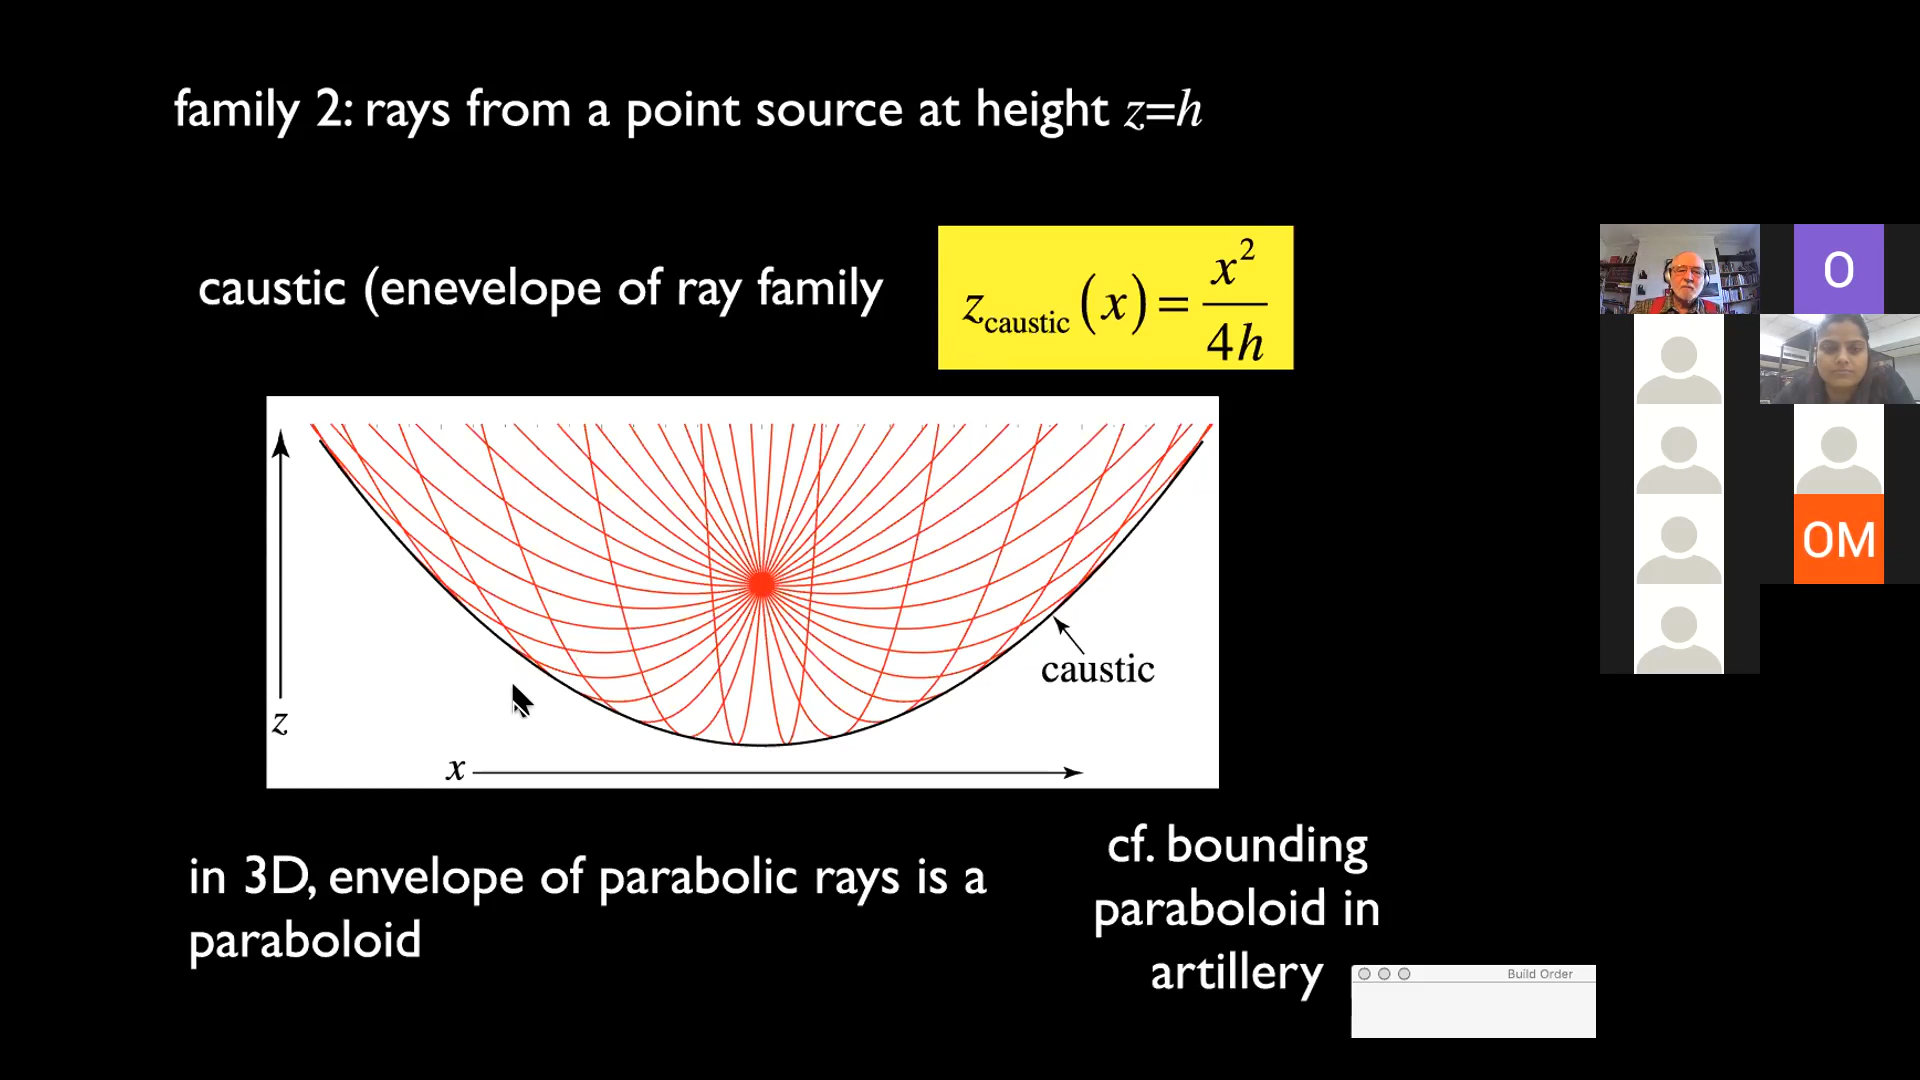 family 2: rays from a point source at height z=h
caustic (enevelope of ray family
z_caustic (x) = x²/4h
caustic
z
x
in 3D, envelope of parabolic rays is a
paraboloid
cf. bounding
paraboloid in
artillery
Build Order
O
OM